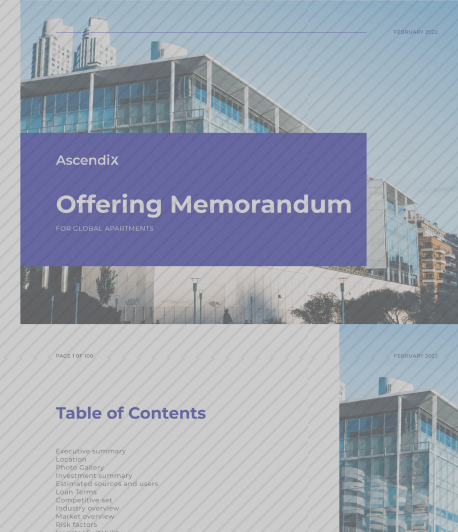 FEBRUARY 2022
Ascendix
Offering Memorandum
FOR GLOBAL APARTMENTS
PAGE 1 OF 100
FEBRUARY 2022
Table of Contents
Executive summary
Location
Photo Gallery
Investment summary
Estimated sources and users
Loan Terms
Competitive set
Industry overview
Market overview
Risk factors